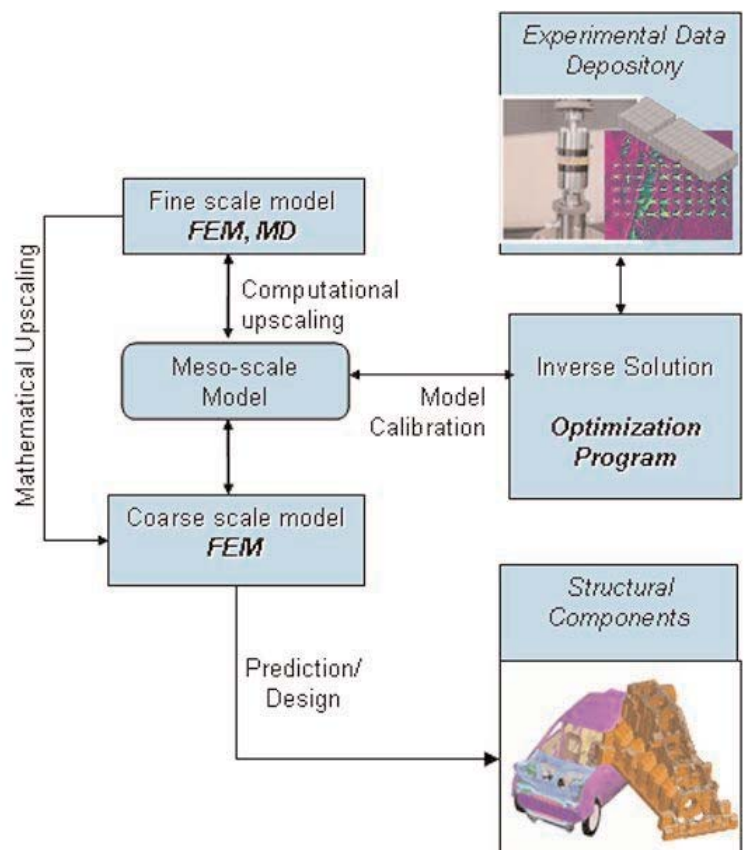 Experimental Data
Depository
Fine scale model
FEM, MD
Mathematical Upscaling
Computational
upscaling
Meso-scale
Model
Model
Calibration
Inverse Solution
Optimization
Program
Coarse scale model
FEM
Prediction/
Design
Structural
Components